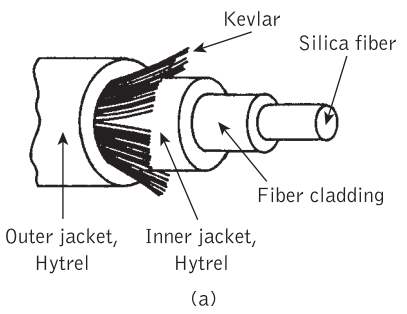 Kevlar
Silica fiber
Fiber cladding
Outer jacket,
Hytrel
Inner jacket,
Hytrel
(a)